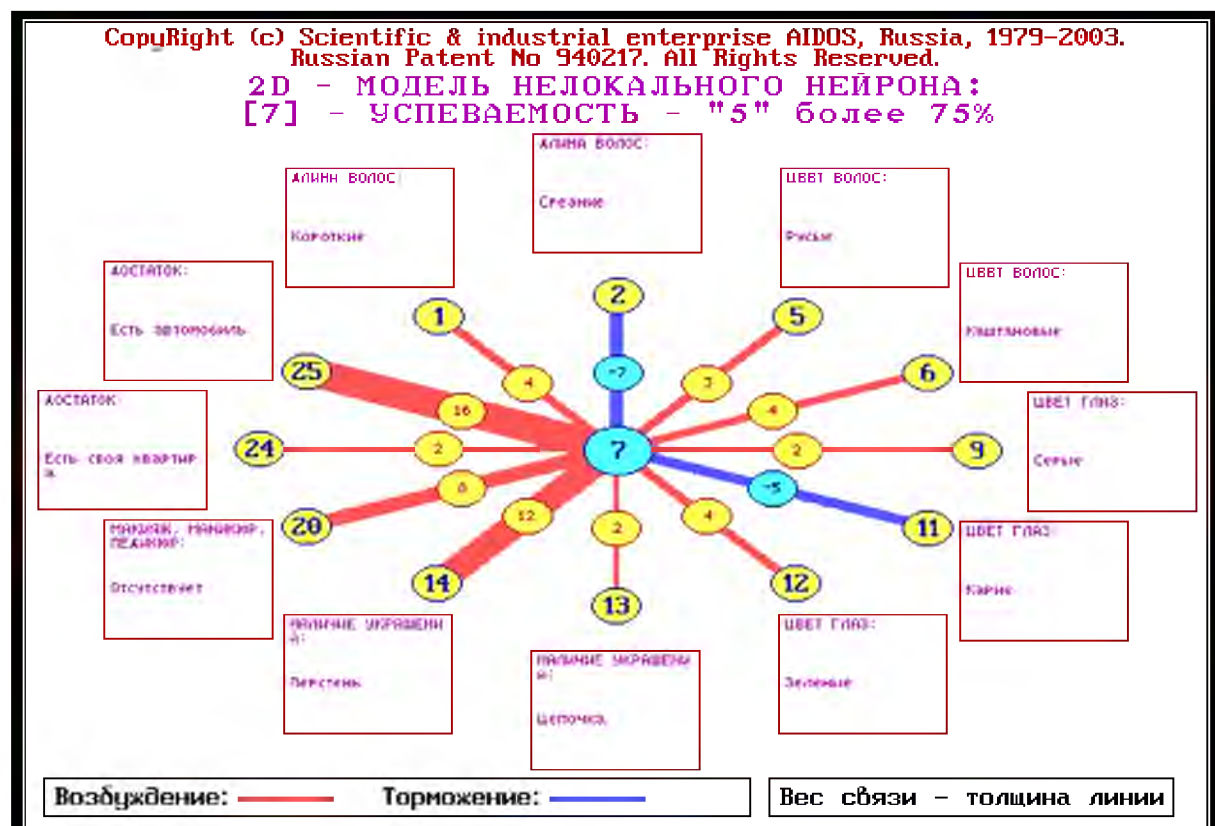 CopyRight (c) Scientific & industrial enterprise AIDOS, Russia, 1979-2003.
Russian Patent No 940217. All Rights Reserved.
2D - МОДЕЛЬ НЕЛОКАЛЬНОГО НЕЙРОНА:
[7] - УСПЕВАЕМОСТЬ - "5" более 75%
ДЛИНА ВОЛОС:
Средние
ДЛИНА ВОЛОС:
Короткие
ЦВЕТ ВОЛОС:
Русые
ДОСТАТОК:
Есть автомобиль
ЦВЕТ ВОЛОС:
Каштановые
2
1
5
25
6
4
-7
3
16
4
ДОСТАТОК:
Есть своя квартир
а
ЦВЕТ ГЛАЗ:
Серые
24
2
7
2
9
-5
20
12
2
4
11
14
13
12
МАКИЯЖ, МАНИКЮР,
ПЕДИКЮР:
Отсутствует
ЦВЕТ ГЛАЗ:
Карие
НАЛИЧИЕ УКРАШЕНИ
Й:
Перстень
НАЛИЧИЕ УКРАШЕНИ
Й:
Цепочка
ЦВЕТ ГЛАЗ:
Зеленые
Возбуждение:
Торможение:
Вес связи - толщина линии